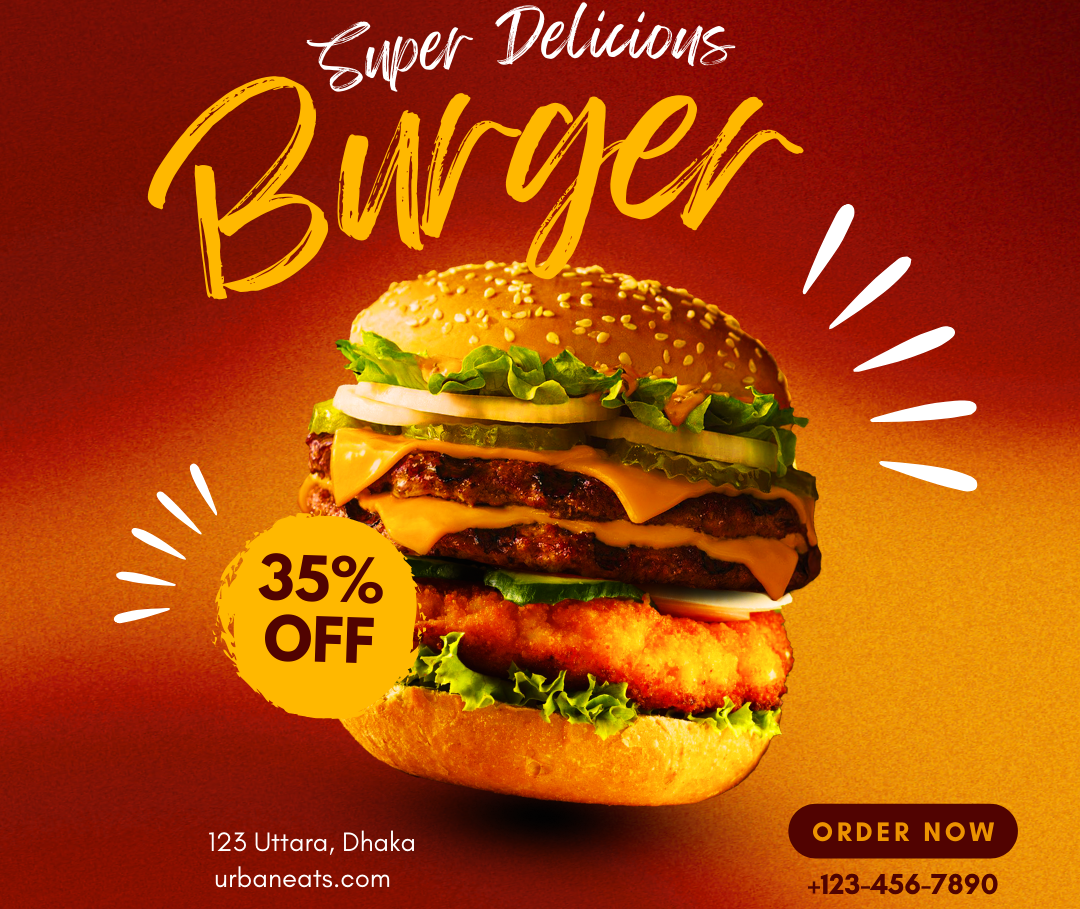 Super Delicious
Burger
35%
OFF
123 Uttara, Dhaka
urbaneats.com
ORDER NOW
+123-456-7890